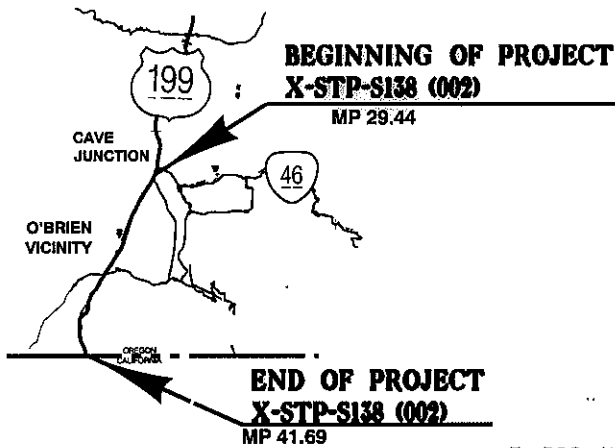 199
BEGINNING OF PROJECT
X-STP-S138 (002)
MP 29.44
CAVE
JUNCTION
46
O'BRIEN
VICINITY
OREGON
CALIFORNIA
END OF PROJECT
X-STP-S138 (002)
MP 41.69